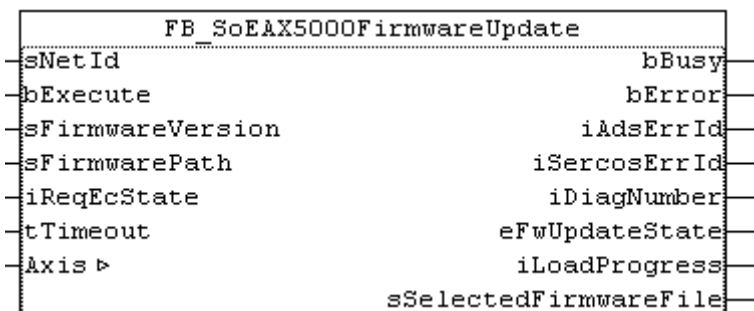 FB_SoEAX5000FirmwareUpdate
sNetId bBusy
bExecute bError
sFirmwareVersion iAdsErrId
sFirmwarePath iSercosErrId
iReqEcState iDiagNumber
tTimeout eFwUpdateState
Axis ▷ iLoadProgress
sSelectedFirmwareFile